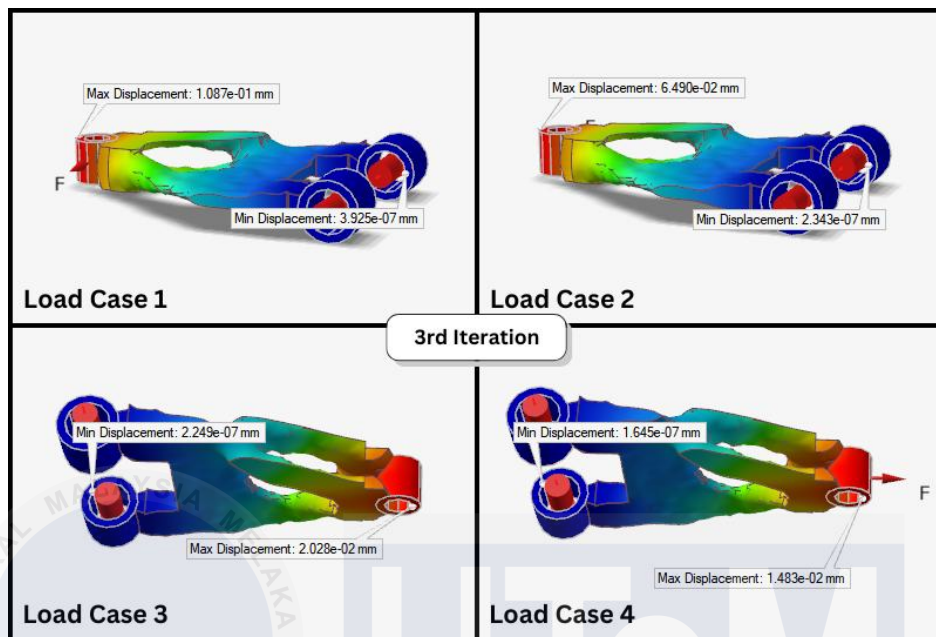 Max Displacement: 1.087e-01 mm
F
Min Displacement: 3.925e-07 mm
Load Case 1
Max Displacement: 6.490e-02 mm
Min Displacement: 2.343e-07 mm
Load Case 2
3rd Iteration
Min Displacement: 2.249e-07 mm
Max Displacement: 2.028e-02 mm
Load Case 3
Min Displacement: 1.645e-07 mm
F
Max Displacement: 1.483e-02 mm
Load Case 4
MALAYSIA MELAKA